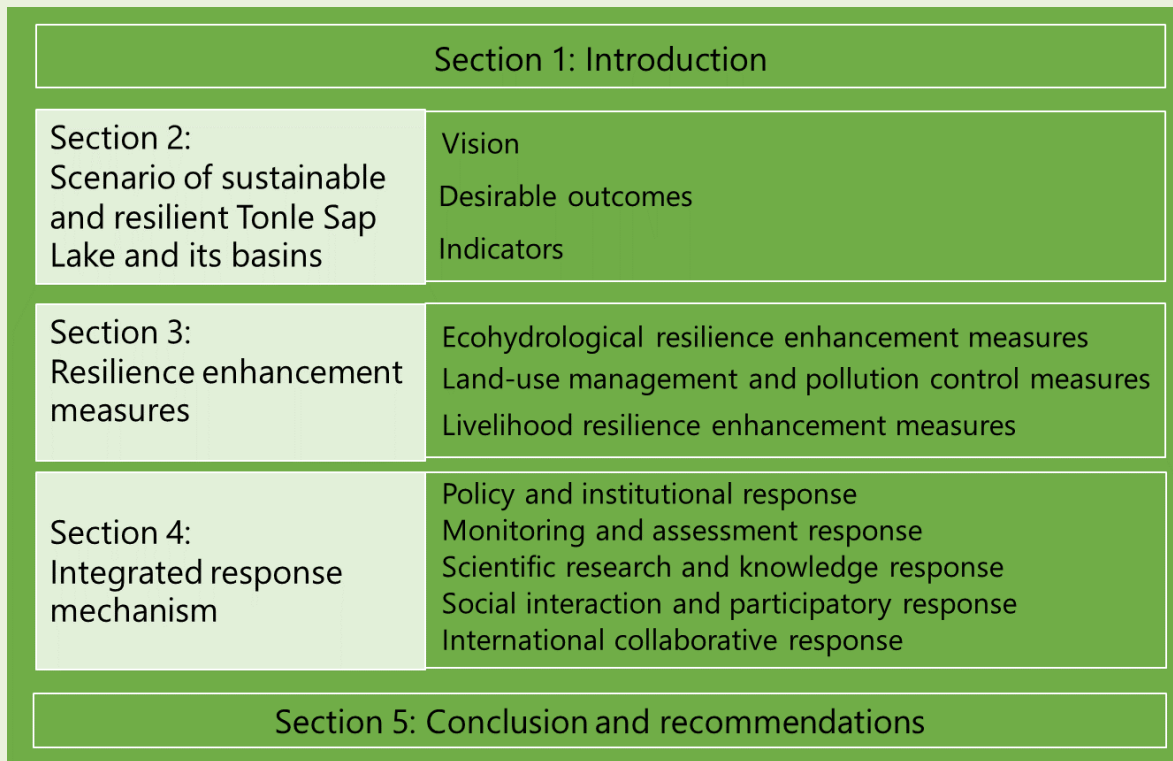 Section 1: Introduction
Section 2:
Scenario of sustainable
and resilient Tonle Sap
Lake and its basins
Vision
Desirable outcomes
Indicators
Section 3:
Resilience enhancement
measures
Ecohydrological resilience enhancement measures
Land-use management and pollution control measures
Livelihood resilience enhancement measures
Section 4:
Integrated response
mechanism
Policy and institutional response
Monitoring and assessment response
Scientific research and knowledge response
Social interaction and participatory response
International collaborative response
Section 5: Conclusion and recommendations